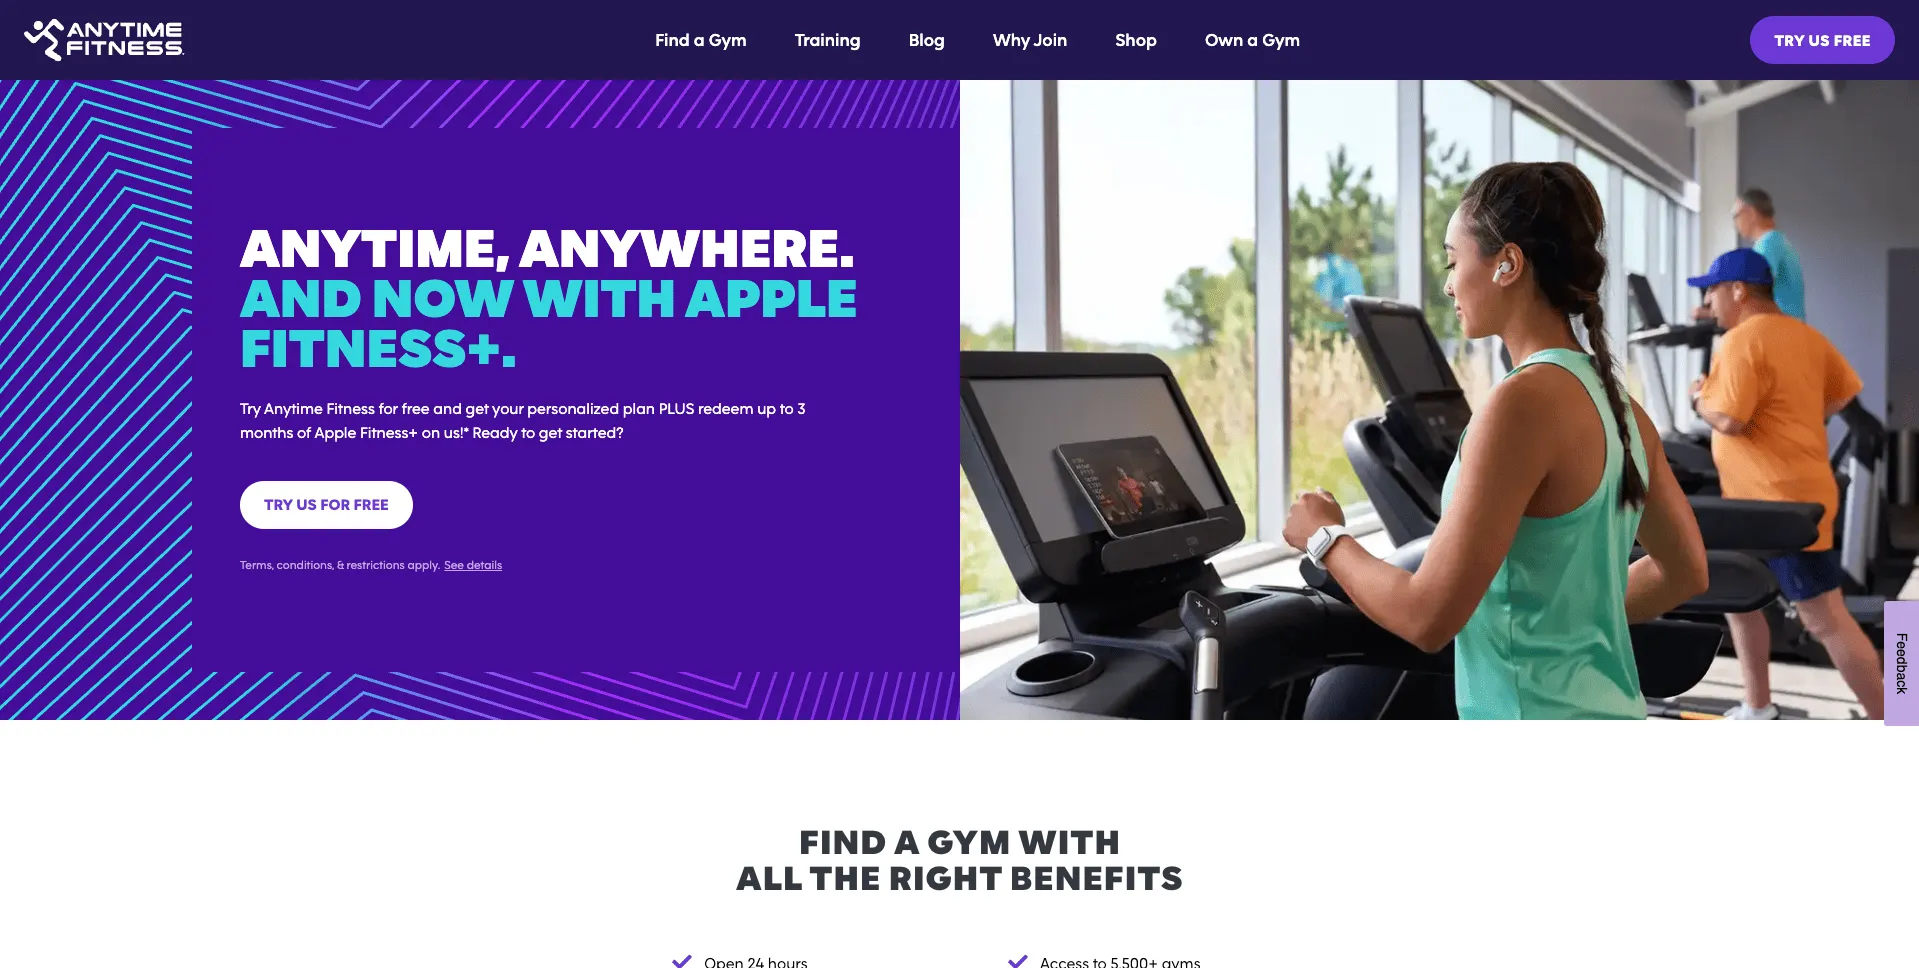 ANYTIME
FITNESS.
Find a Gym
Training
Blog
Why Join
Shop
Own a Gym
TRY US FREE
ANYTIME, ANYWHERE.
AND NOW WITH APPLE
FITNESS+.
Try Anytime Fitness for free and get your personalized plan PLUS redeem up to 3
months of Apple Fitness+ on us!* Ready to get started?
TRY US FOR FREE
Terms, conditions, & restrictions apply. See details
Feedback
FIND A GYM WITH
ALL THE RIGHT BENEFITS
Open 24 hours
Access to 5,500+ gyms